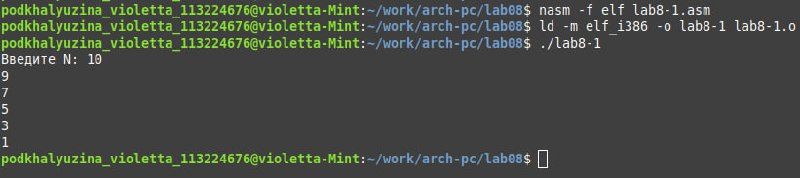 podkhalyuzina_violetta_113224676@violetta-Mint:~/work/arch-pc/lab08$ nasm -f elf lab8-1.asm
podkhalyuzina_violetta_113224676@violetta-Mint:~/work/arch-pc/lab08$ ld -m elf_i386 -o lab8-1 lab8-1.o
podkhalyuzina_violetta_113224676@violetta-Mint:~/work/arch-pc/lab08$ ./lab8-1
Введите N: 10
9
7
5
3
1
podkhalyuzina_violetta_113224676@violetta-Mint:~/work/arch-pc/lab08$